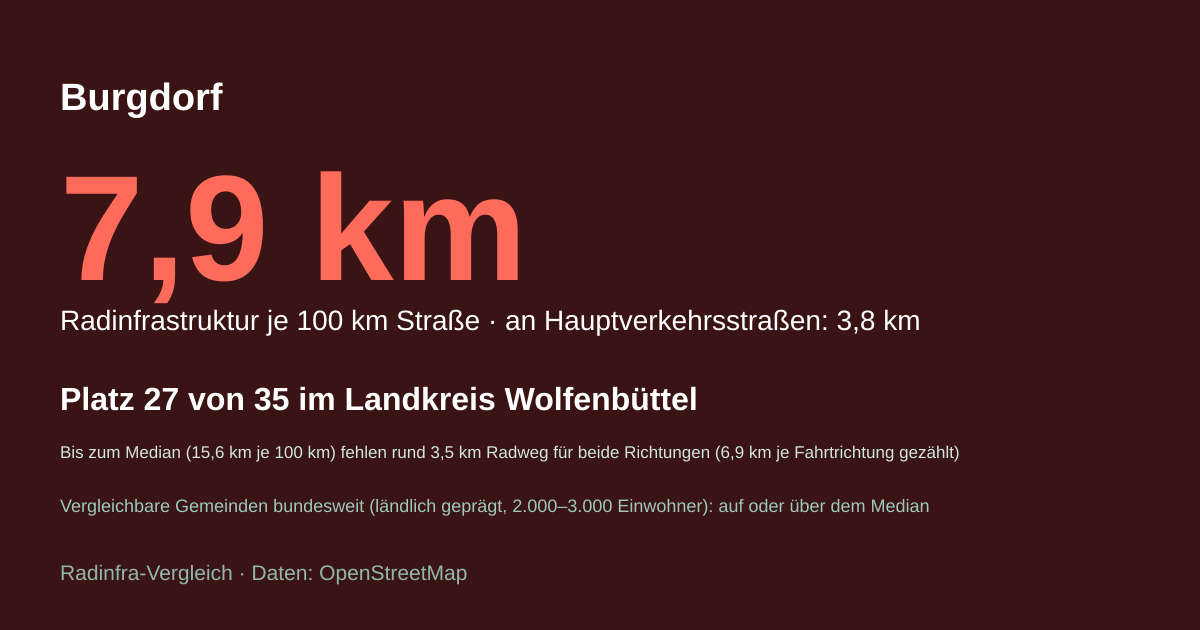 Burgdorf
7,9 km
Radinfrastruktur je 100 km Straße · an Hauptverkehrsstraßen: 3,8 km
Platz 27 von 35 im Landkreis Wolfenbüttel
Bis zum Median (15,6 km je 100 km) fehlen rund 3,5 km Radweg für beide Richtungen (6,9 km je Fahrtrichtung gezählt)
Vergleichbare Gemeinden bundesweit (ländlich geprägt, 2.000–3.000 Einwohner): auf oder über dem Median
Radinfra-Vergleich · Daten: OpenStreetMap